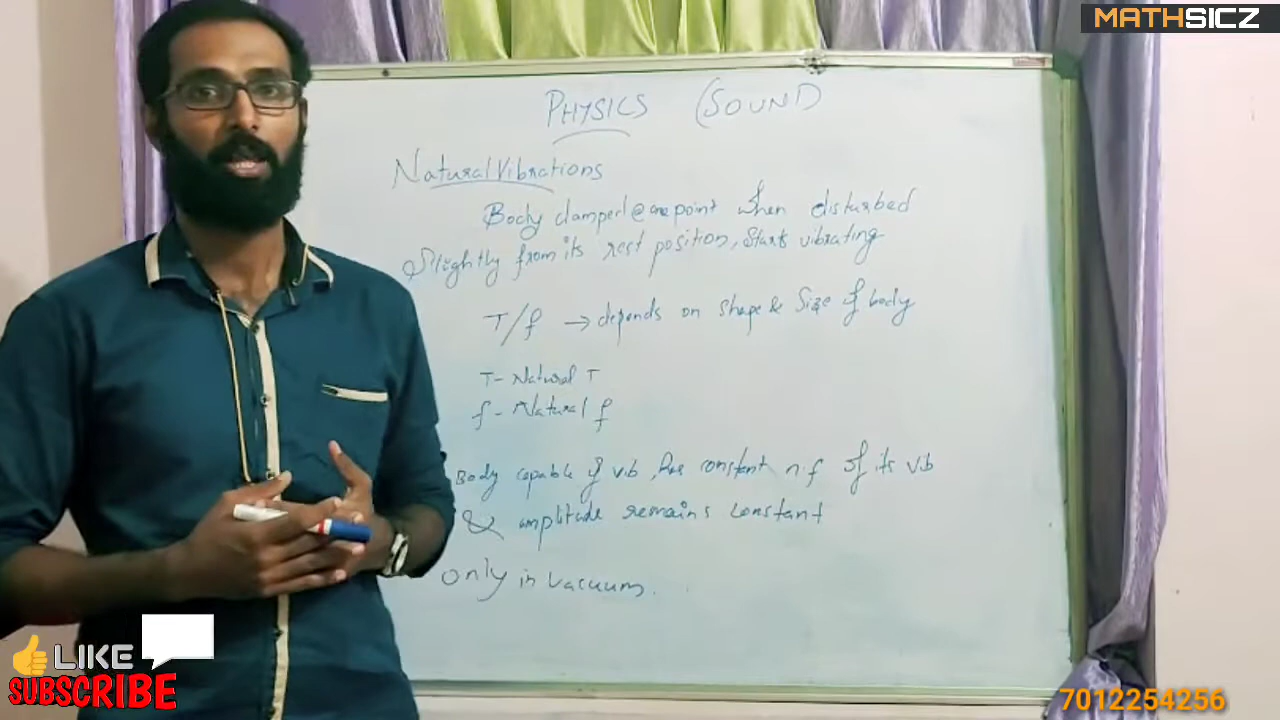 MATHSICZ
PHYSICS (SOUND)
Natural Vibrations
Body clamped @ one point when disturbed
Slightly from its rest position, starts vibrating
T/f → depends on shape & size of body
T - Natural T
f - Natural f
Body capable of vib, has constant n.f of its vib
& amplitude remains constant
only in vacuum.
LIKE
SUBSCRIBE
7012254256